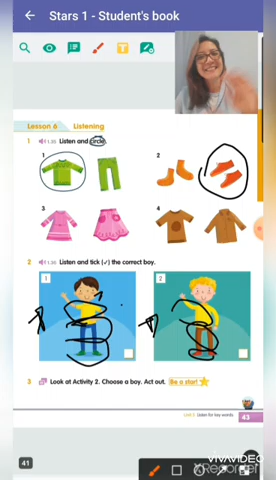 Stars 1 - Student's book
Lesson 6 Listening
1 1.35 Listen and circle.
1
2
3
4
2 1.36 Listen and tick (✓) the correct boy.
1
2
3 Look at Activity 2. Choose a boy. Act out. Be a star!
Unit 3 Listen for key words 43
41
VIVAVIDEO
XRecorder